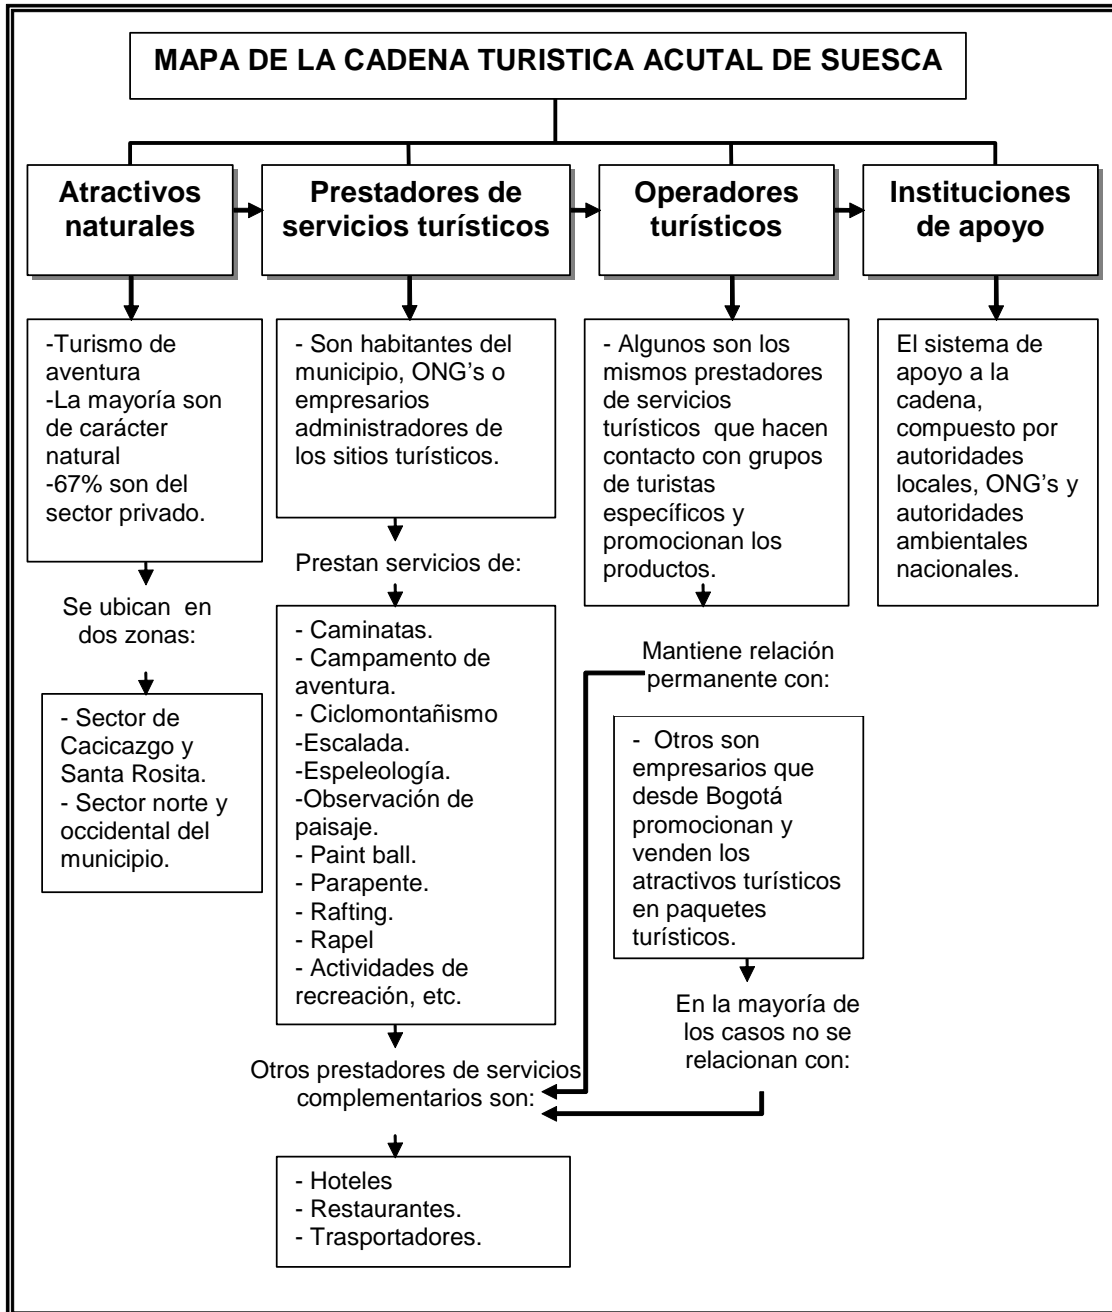 MAPA DE LA CADENA TURISTICA ACUTAL DE SUESCA
Atractivos
naturales
Prestadores de
servicios turísticos
Operadores
turísticos
Instituciones
de apoyo
-Turismo de
aventura
-La mayoría son
de carácter
natural
-67% son del
sector privado.
Se ubican en
dos zonas:
- Sector de
Cacicazgo y
Santa Rosita.
- Sector norte y
occidental del
municipio.
- Son habitantes del
municipio, ONG's o
empresarios
administradores de
los sitios turísticos.
Prestan servicios de:
- Caminatas.
- Campamento de
aventura.
- Ciclomontañismo
-Escalada.
-Espeleología.
-Observación de
paisaje.
- Paint ball.
- Parapente.
- Rafting.
- Rapel
- Actividades de
recreación, etc.
Otros prestadores de servicios
complementarios son:
- Hoteles
- Restaurantes.
- Trasportadores.
- Algunos son los
mismos prestadores
de servicios
turísticos que hacen
contacto con grupos
de turistas
específicos y
promocionan los
productos.
Mantiene relación
permanente con:
- Otros son
empresarios que
desde Bogotá
promocionan y
venden los
atractivos turísticos
en paquetes
turísticos.
En la mayoría de
los casos no se
relacionan con:
El sistema de
apoyo a la
cadena,
compuesto por
autoridades
locales, ONG's y
autoridades
ambientales
nacionales.